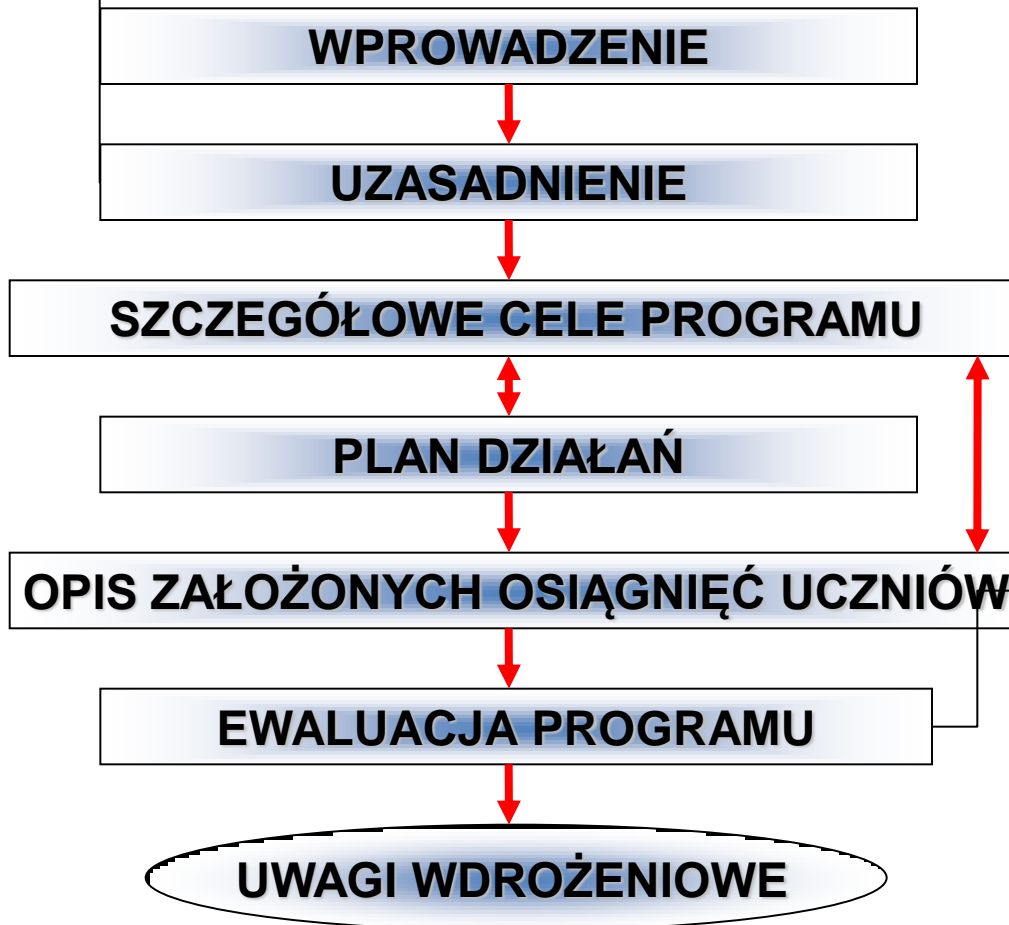 WPROWADZENIE
UZASADNIENIE
SZCZEGÓŁOWE CELE PROGRAMU
PLAN DZIAŁAŃ
OPIS ZAŁOŻONYCH OSIĄGNIĘĆ UCZNIÓW
EWALUACJA PROGRAMU
UWAGI WDROŻENIOWE